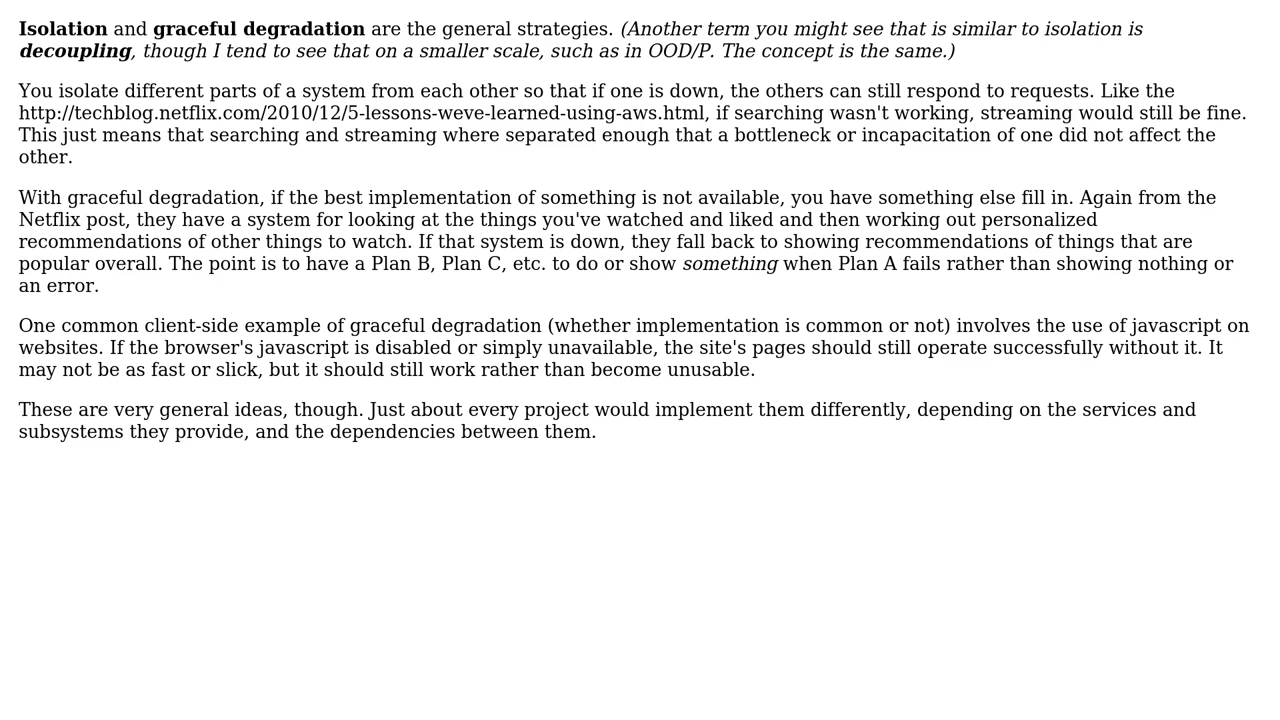 Isolation and graceful degradation are the general strategies. (Another term you might see that is similar to isolation is
decoupling, though I tend to see that on a smaller scale, such as in OOD/P. The concept is the same.)
You isolate different parts of a system from each other so that if one is down, the others can still respond to requests. Like the
http://techblog.netflix.com/2010/12/5-lessons-weve-learned-using-aws.html, if searching wasn't working, streaming would still be fine.
This just means that searching and streaming where separated enough that a bottleneck or incapacitation of one did not affect the
other.
With graceful degradation, if the best implementation of something is not available, you have something else fill in. Again from the
Netflix post, they have a system for looking at the things you've watched and liked and then working out personalized
recommendations of other things to watch. If that system is down, they fall back to showing recommendations of things that are
popular overall. The point is to have a Plan B, Plan C, etc. to do or show something when Plan A fails rather than showing nothing or
an error.
One common client-side example of graceful degradation (whether implementation is common or not) involves the use of javascript on
websites. If the browser's javascript is disabled or simply unavailable, the site's pages should still operate successfully without it. It
may not be as fast or slick, but it should still work rather than become unusable.
These are very general ideas, though. Just about every project would implement them differently, depending on the services and
subsystems they provide, and the dependencies between them.